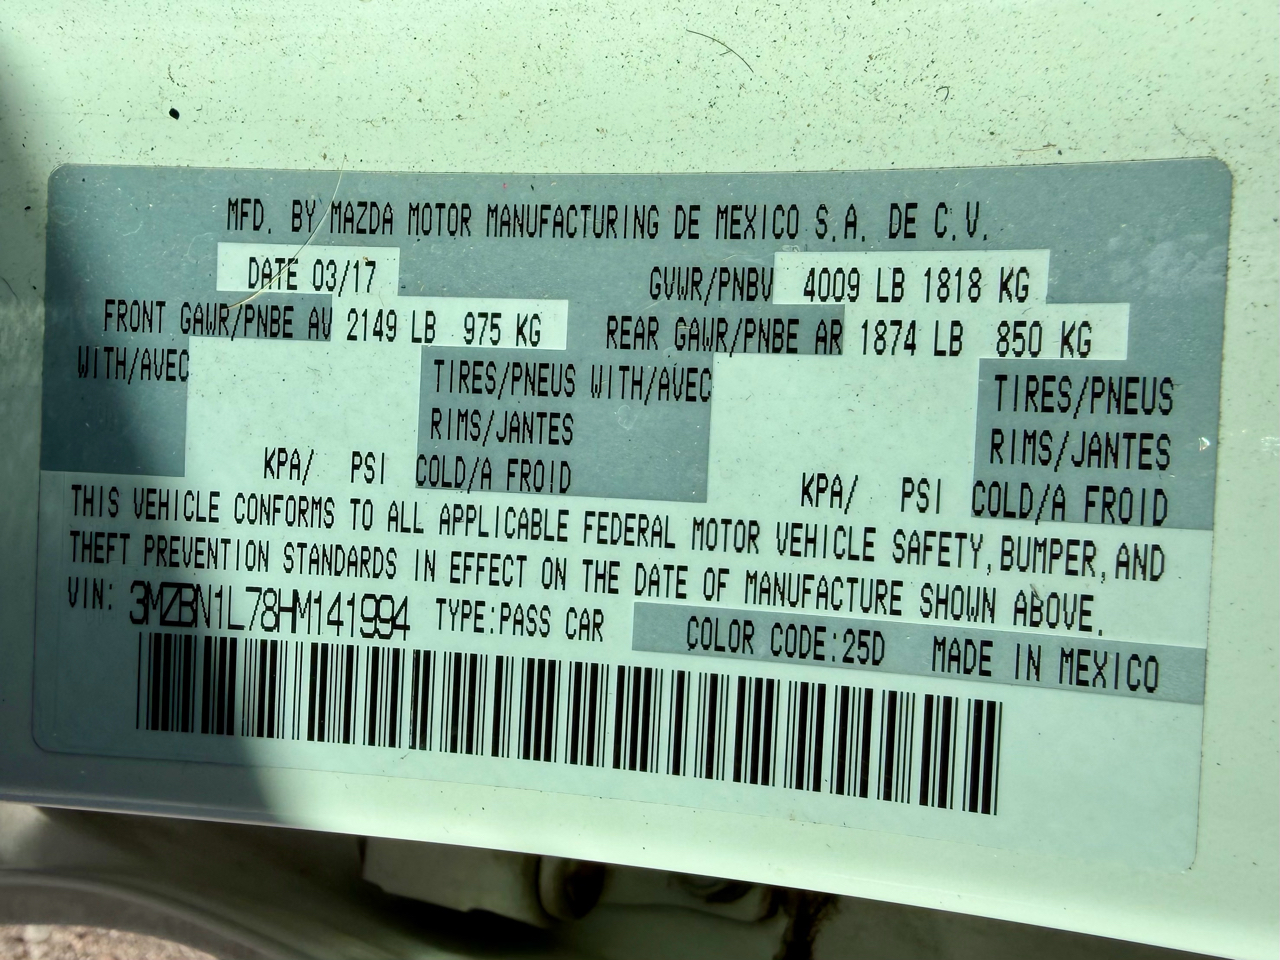 MFD. BY MAZDA MOTOR MANUFACTURING DE MEXICO S.A. DE C.V.
DATE 03/17 GVWR/PNBV 4009 LB 1818 KG
FRONT GAWR/PNBE AV 2149 LB 975 KG REAR GAWR/PNBE AR 1874 LB 850 KG
WITH/AVEC TIRES/PNEUS WITH/AVEC TIRES/PNEUS
RIMS/JANTES RIMS/JANTES
KPA/ PSI COLD/A FROID KPA/ PSI COLD/A FROID
THIS VEHICLE CONFORMS TO ALL APPLICABLE FEDERAL MOTOR VEHICLE SAFETY, BUMPER, AND
THEFT PREVENTION STANDARDS IN EFFECT ON THE DATE OF MANUFACTURE SHOWN ABOVE.
VIN: 3MZBN1L78HM141994 TYPE:PASS CAR COLOR CODE:25D MADE IN MEXICO